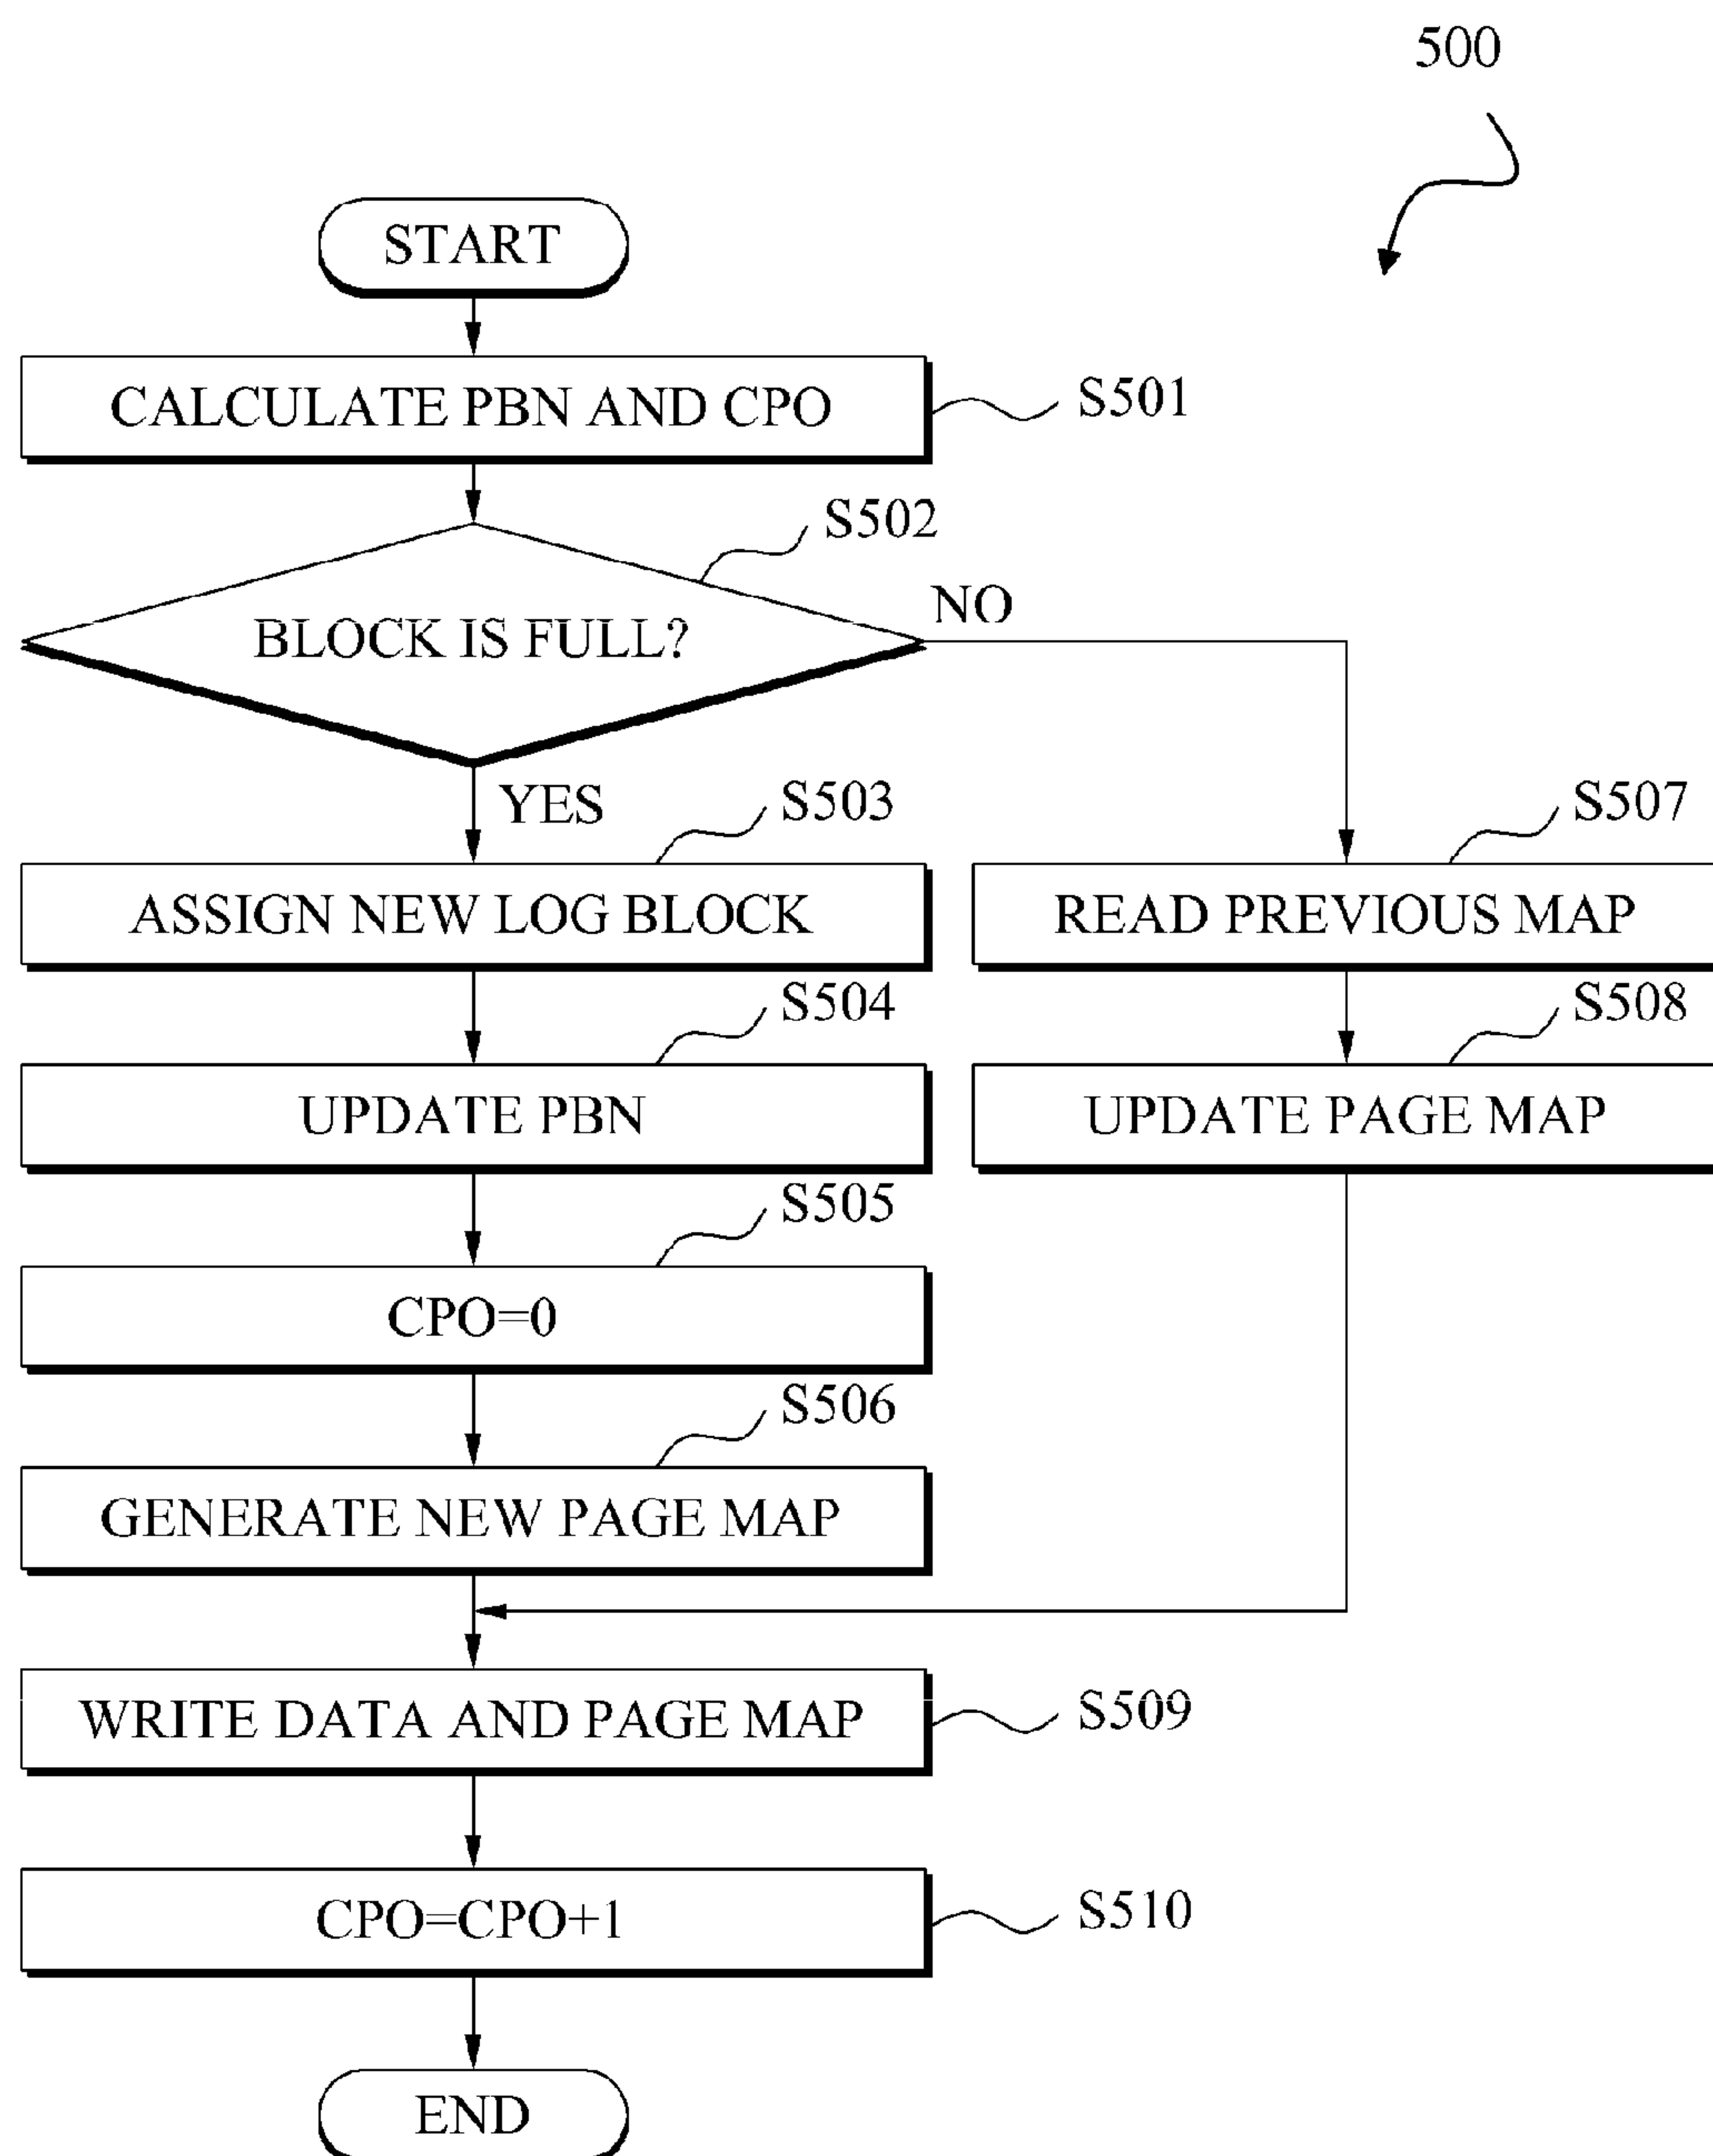 500
START
CALCULATE PBN AND CPO
S501
S502
BLOCK IS FULL?
NO
YES
S503
S507
ASSIGN NEW LOG BLOCK
READ PREVIOUS MAP
S504
S508
UPDATE PBN
UPDATE PAGE MAP
S505
CPO=0
S506
GENERATE NEW PAGE MAP
WRITE DATA AND PAGE MAP
S509
CPO=CPO+1
S510
END